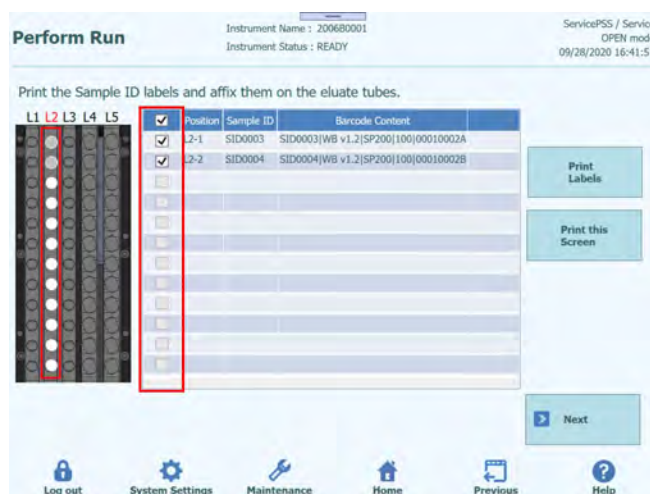 Perform Run
Instrument Name : 200680001
Instrument Status : READY
ServicePSS / Service
OPEN mode
09/28/2020 16:41:5
Print the Sample ID labels and affix them on the eluate tubes.
L1 L2 L3 L4 L5
Position Sample ID Barcode Content
L2-1 SID0003 SID0003|WB v1.2|SP200|100|00010002A
L2-2 SID0004 SID0004|WB v1.2|SP200|100|00010002B
Print
Labels
Print this
Screen
Next
Log out System Settings Maintenance Home Previous Help